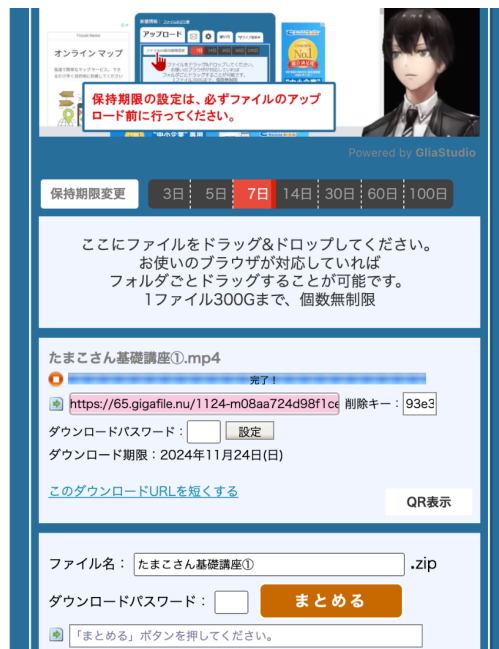 オンライン マップ
アップロード
保持期限の設定は、必ずファイルのアップ
ロード前に行ってください。
No.1
Powered by GliaStudio
保持期限変更
3日 5日 7日 14日 30日 60日 100日
ここにファイルをドラッグ&ドロップしてください。
お使いのブラウザが対応していれば
フォルダごとドラッグすることが可能です。
1ファイル300Gまで、個数無制限
たまこさん基礎講座①.mp4
完了！
https://65.gigafile.nu/1124-m08aa724d98f1ce 削除キー： 93e3
ダウンロードパスワード： 設定
ダウンロード期限：2024年11月24日(日)
このダウンロードURLを短くする
QR表示
ファイル名： たまこさん基礎講座① .zip
ダウンロードパスワード： まとめる
「まとめる」ボタンを押してください。